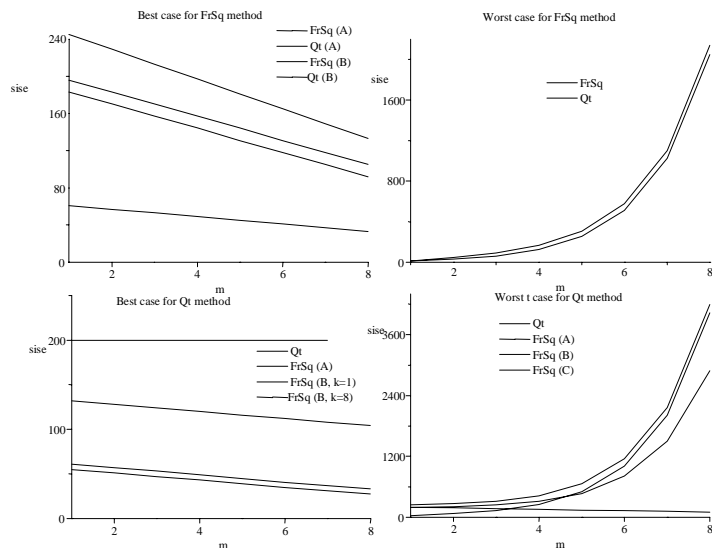 Best case for FrSq method
FrSq (A)
Qt (A)
FrSq (B)
Qt (B)
240
sise
160
80
0
2
4
6
8
m
Worst case for FrSq method
FrSq
Qt
sise
1600
800
0
2
4
6
8
m
Best case for Qt method
Qt
FrSq (A)
FrSq (B, k=1)
FrSq (B, k=8)
sise
200
100
0
2
4
6
8
m
Worst t case for Qt method
Qt
FrSq (A)
FrSq (B)
FrSq (C)
sise
3600
2400
1200
0
2
4
6
8
m